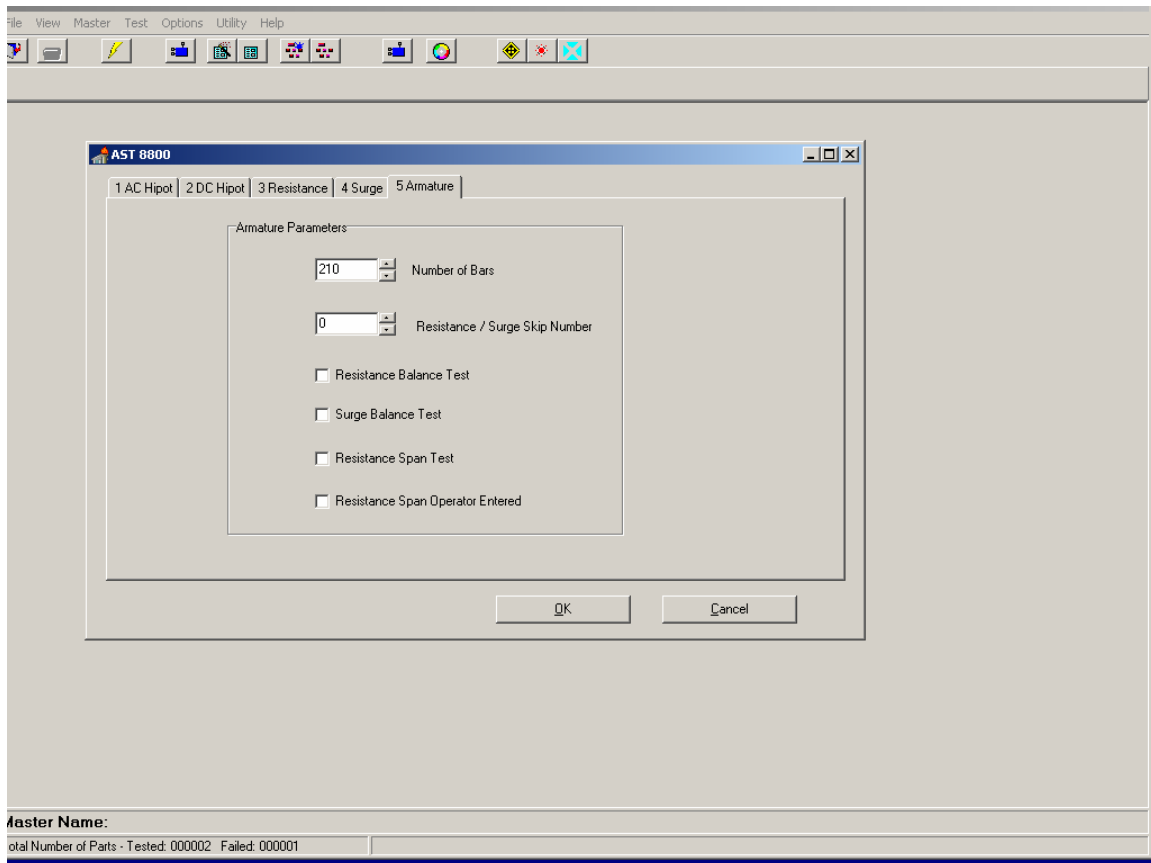 File View Master Test Options Utility Help
AST 8800
1 AC Hipot 2 DC Hipot 3 Resistance 4 Surge 5 Armature
Armature Parameters
210 Number of Bars
0 Resistance / Surge Skip Number
Resistance Balance Test
Surge Balance Test
Resistance Span Test
Resistance Span Operator Entered
OK Cancel
Master Name:
otal Number of Parts - Tested: 000002 Failed: 000001